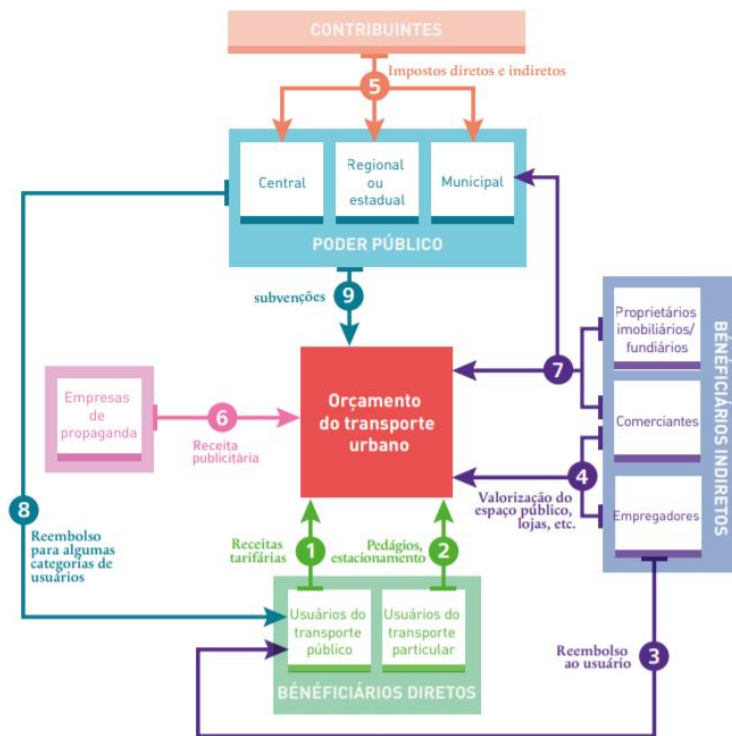 CONTRIBUINTES
Impostos diretos e indiretos
5
Central
Regional
ou
estadual
Municipal
PODER PÚBLICO
subvenções
9
Proprietários
imobiliários/
fundiários
Comerciantes
Empregadores
BÉNÉFICIÁRIOS INDIRETOS
7
Empresas
de
propaganda
6
Receita
publicitária
Orçamento
do transporte
urbano
4
Valorização do
espaço público,
lojas, etc.
8
Reembolso
para algumas
categorias de
usuários
Receitas
tarifárias
1
Pedágios,
estacionamento
2
Usuários do
transporte
público
Usuários do
transporte
particular
BÉNÉFICIÁRIOS DIRETOS
Reembolso
ao usuário
3